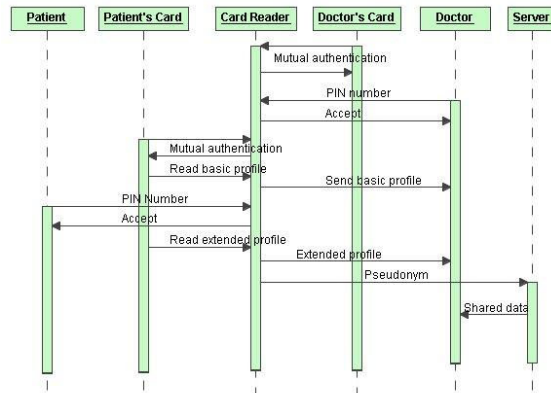 Patient Patient's Card Card Reader Doctor's Card Doctor Server
Mutual authentication
PIN number
Accept
Mutual authentication
Read basic profile
Send basic profile
PIN Number
Accept
Read extended profile
Extended profile
Pseudonym
Shared data